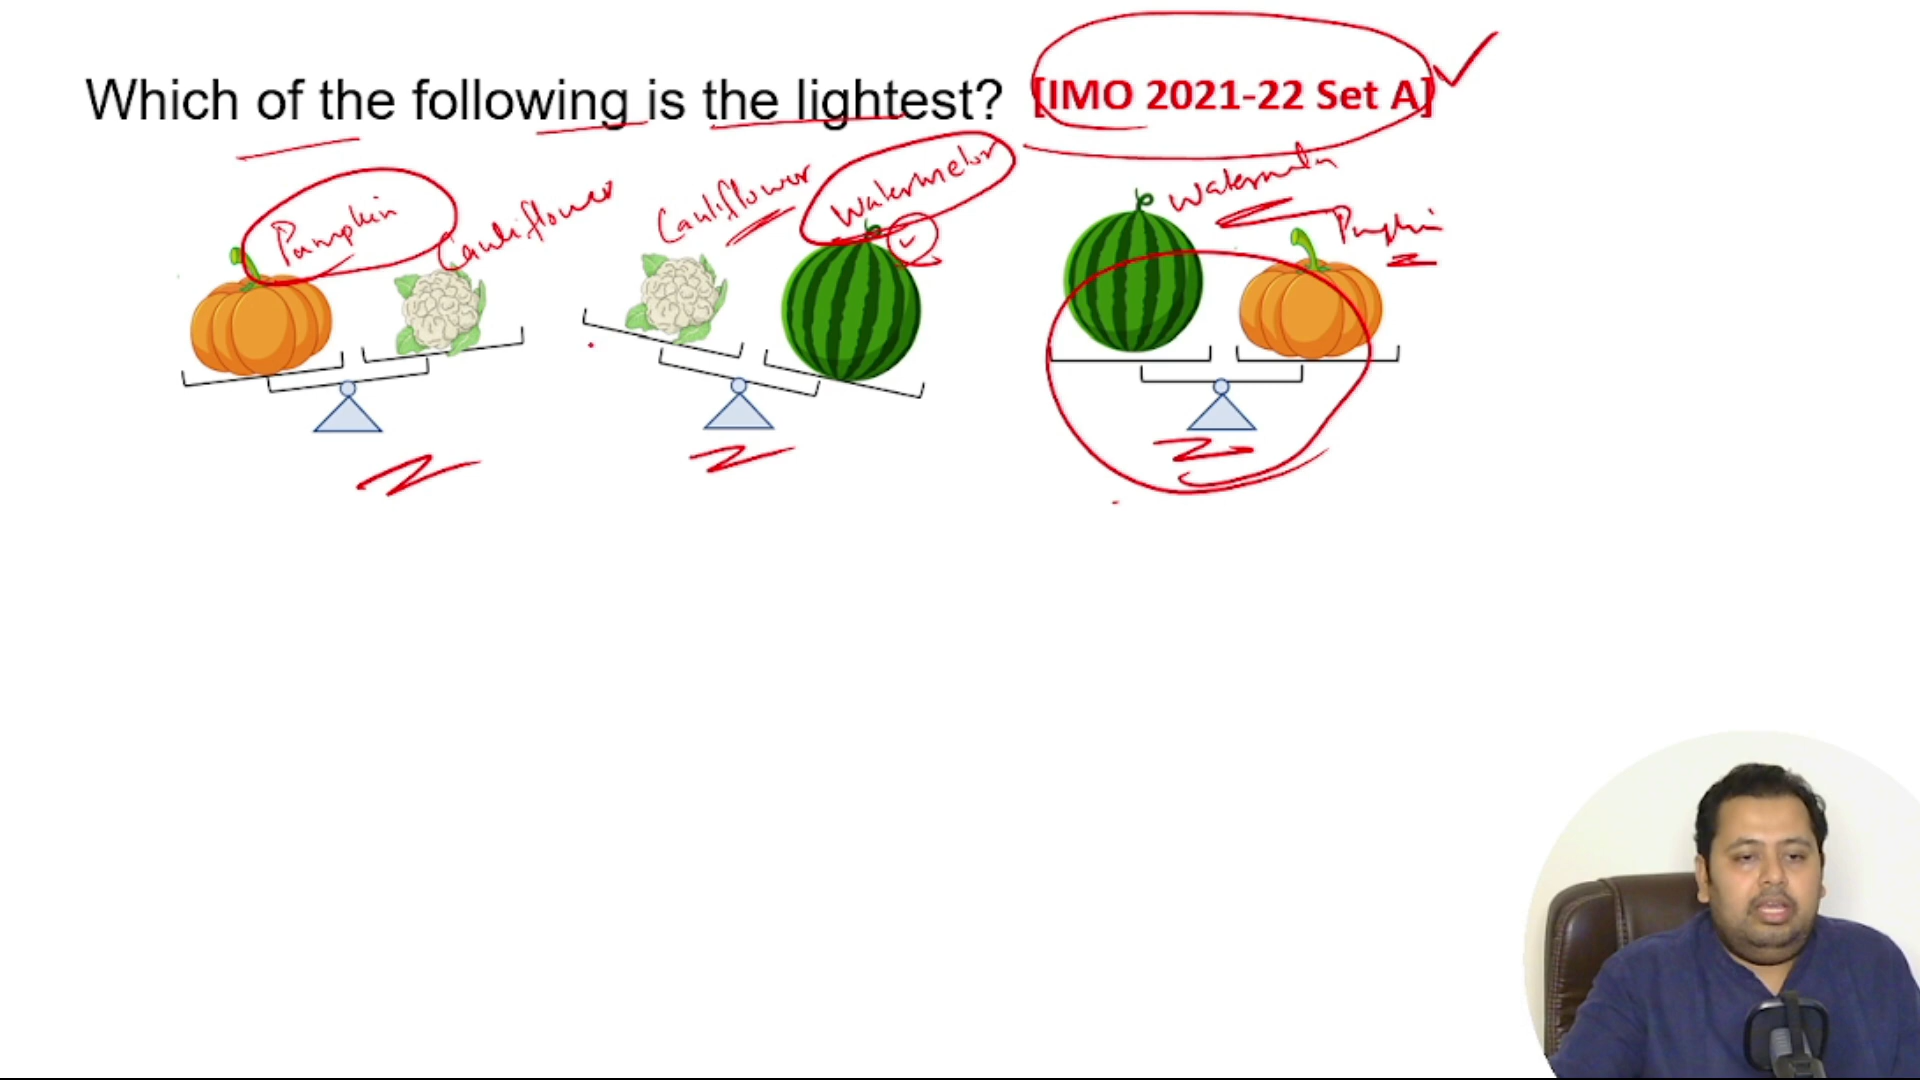 Which of the following is the lightest? [IMO 2021-22 Set A]
Pumpkin Cauliflower Cauliflower Watermelon Watermelon Pumpkin